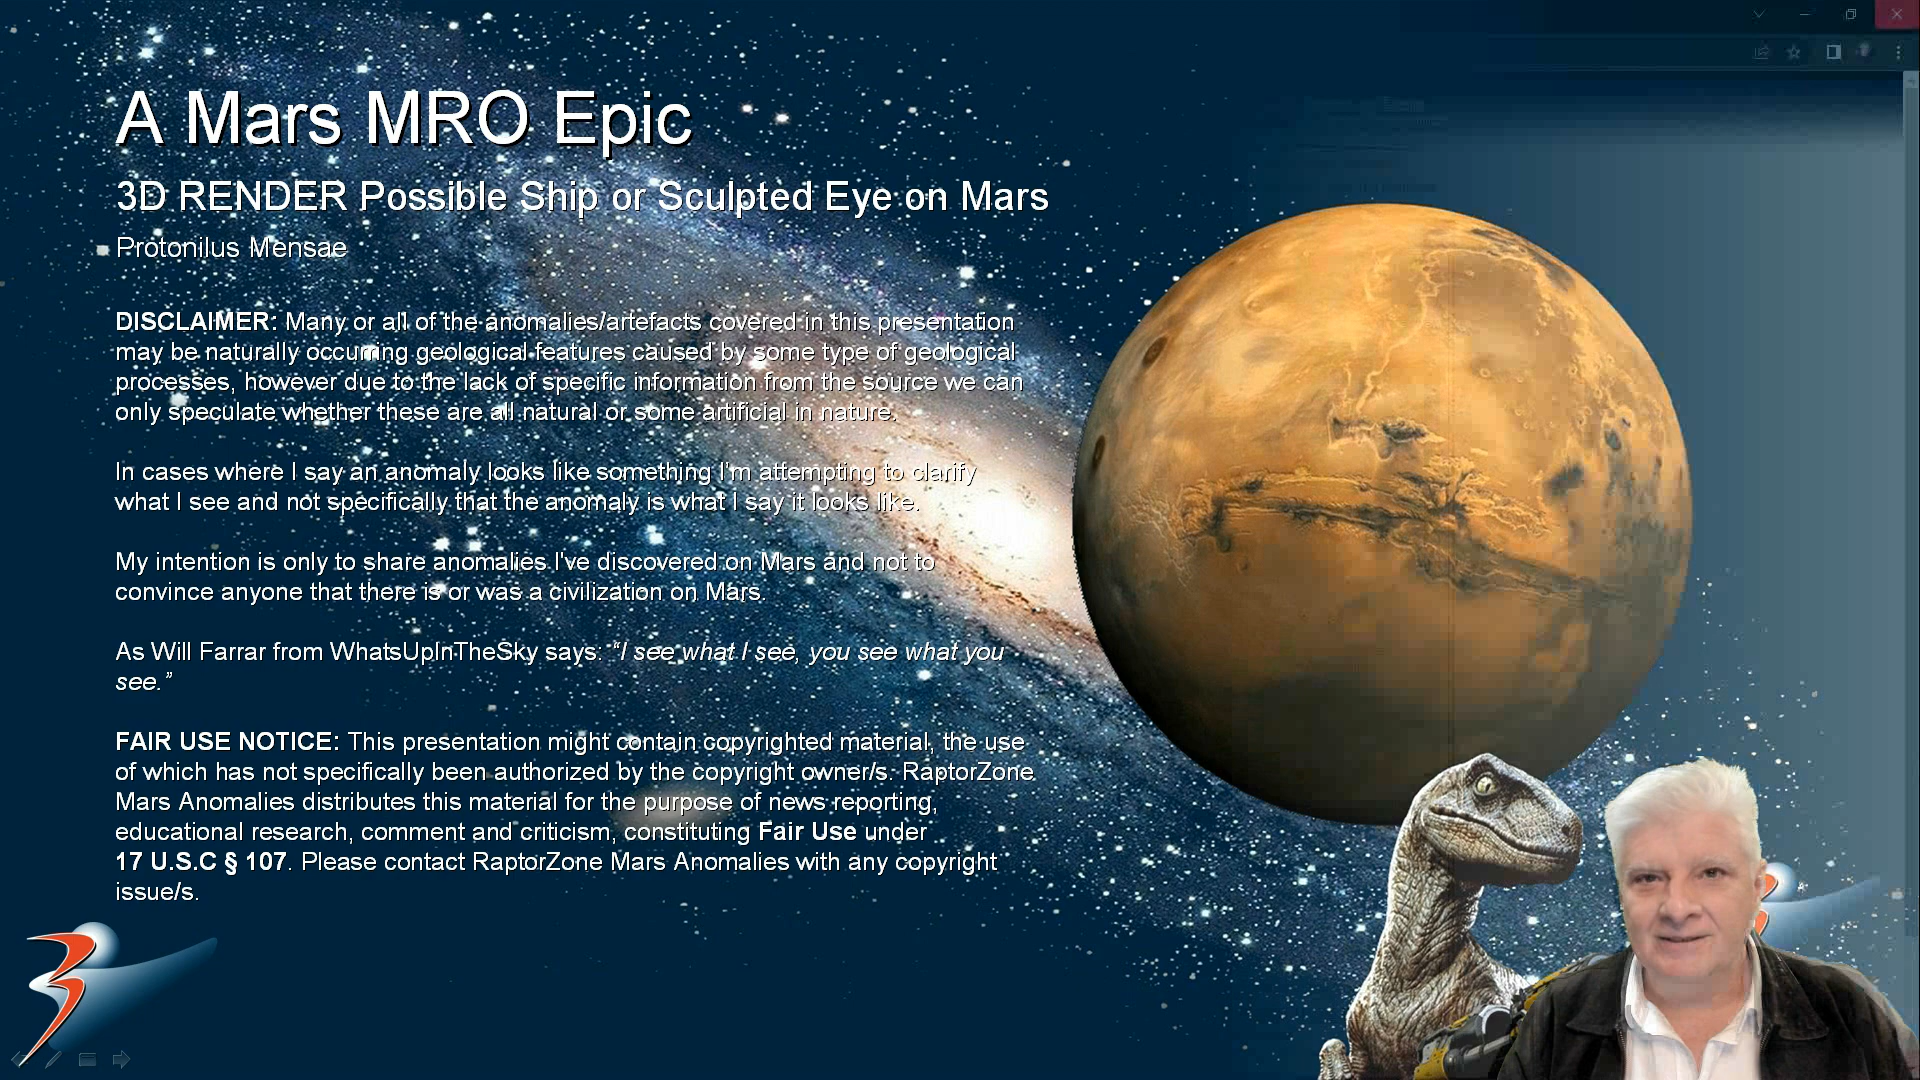 A Mars MRO Epic
3D RENDER Possible Ship or Sculpted Eye on Mars
Protonilus Mensae
DISCLAIMER: Many or all of the anomalies/artefacts covered in this presentation
may be naturally occurring geological features caused by some type of geological
processes, however due to the lack of specific information from the source we can
only speculate whether these are all natural or some artificial in nature.
In cases where I say an anomaly looks like something I'm attempting to clarify
what I see and not specifically that the anomaly is what I say it looks like.
My intention is only to share anomalies I've discovered on Mars and not to
convince anyone that there is or was a civilization on Mars.
As Will Farrar from WhatsUpInTheSky says: “I see what I see, you see what you
see.”
FAIR USE NOTICE: This presentation might contain copyrighted material, the use
of which has not specifically been authorized by the copyright owner/s. RaptorZone
Mars Anomalies distributes this material for the purpose of news reporting,
educational research, comment and criticism, constituting Fair Use under
17 U.S.C § 107. Please contact RaptorZone Mars Anomalies with any copyright
issue/s.